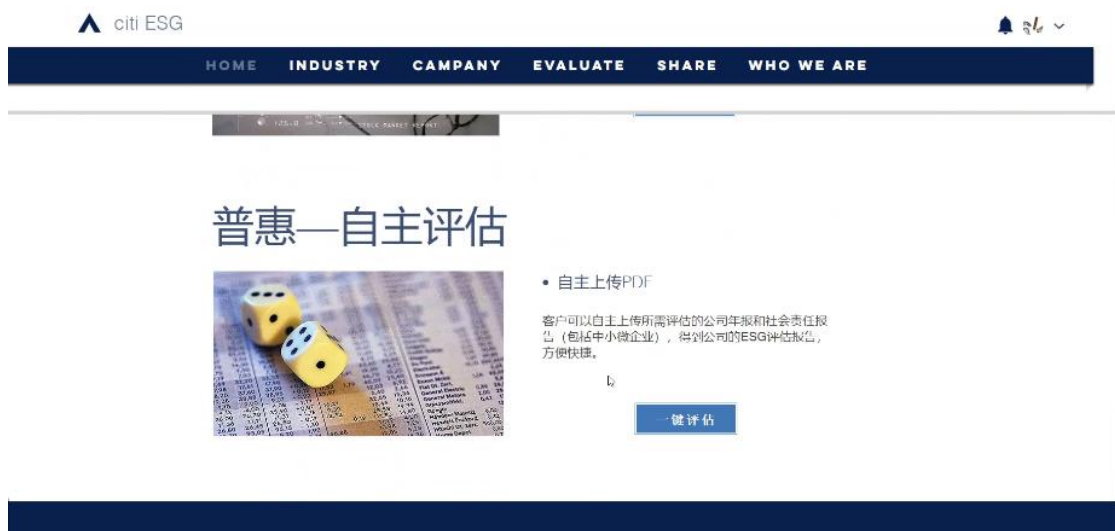 citi ESG
HOME INDUSTRY CAMPANY EVALUATE SHARE WHO WE ARE
STOCK MARKET REPORT
普惠—自主评估
• 自主上传PDF
客户可以自主上传所需评估的公司年报和社会责任报
告（包括中小微企业），得到公司的ESG评估报告，
方便快捷。
一键评估